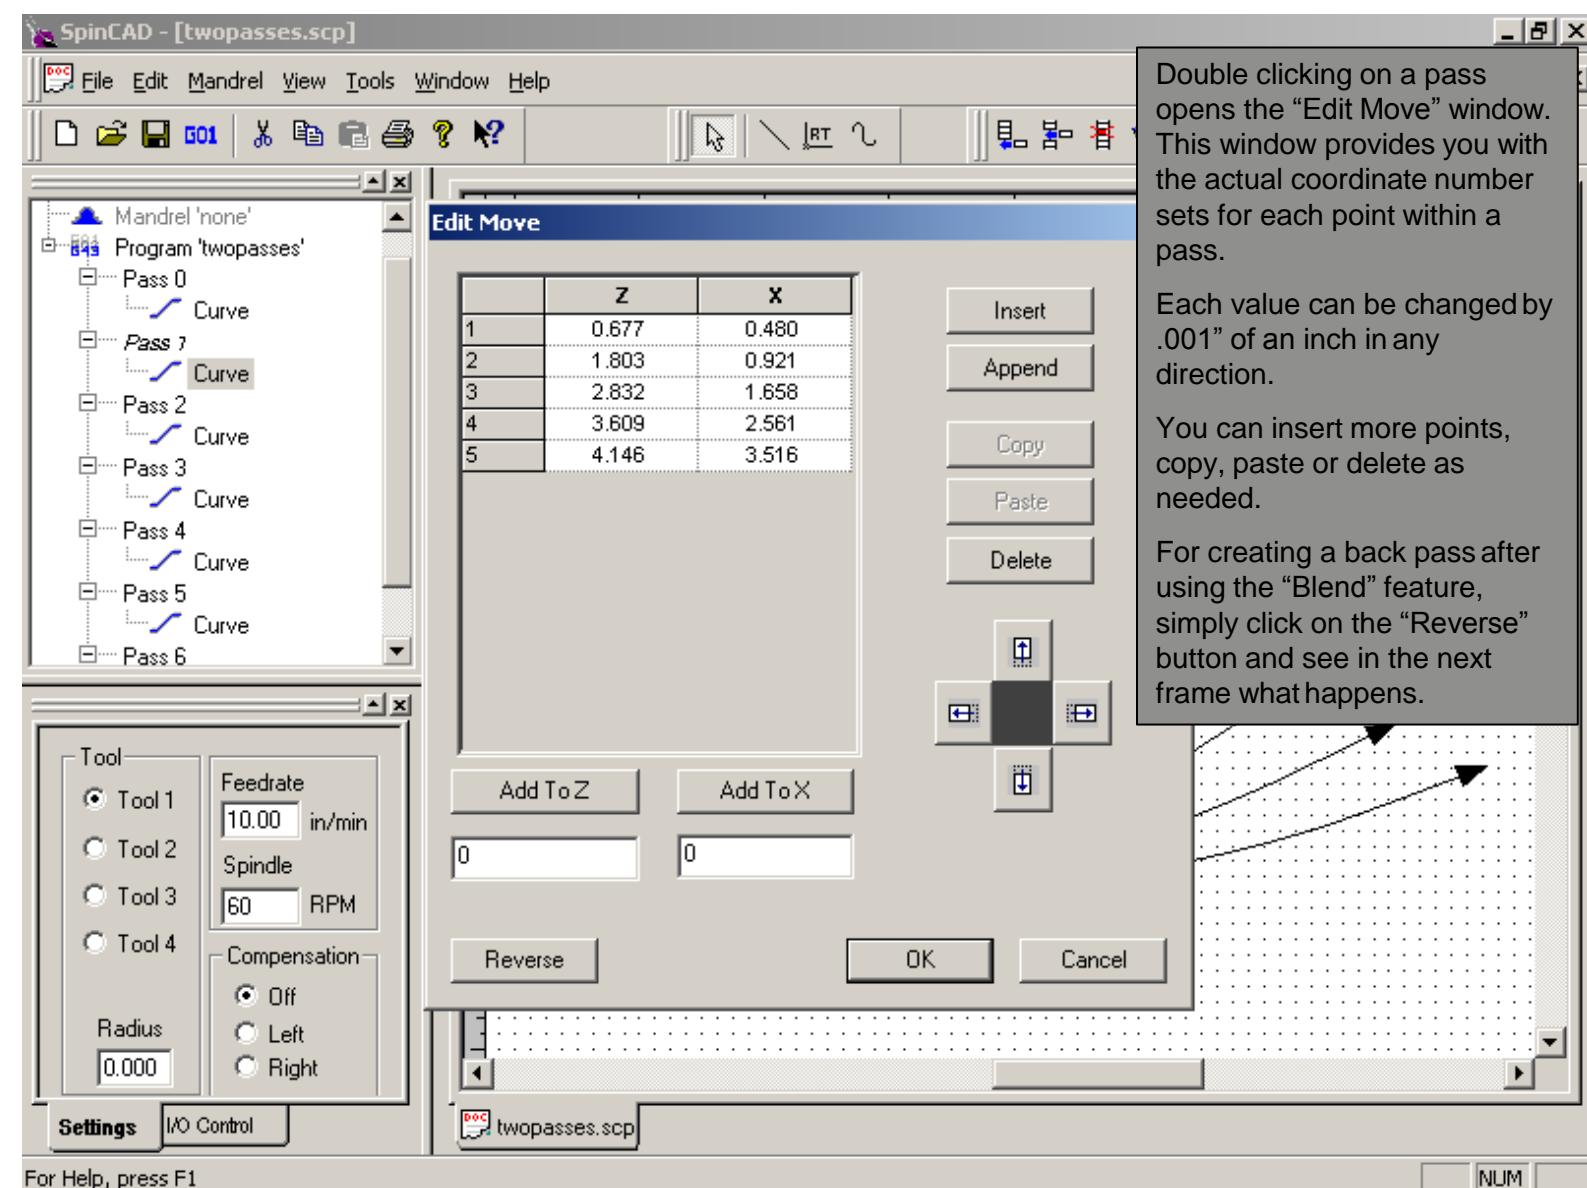 SpinCAD - [twopasses.scp]
File Edit Mandrel View Tools Window Help
G01
RT
Mandrel 'none'
Program 'twopasses'
Pass 0
Curve
Pass 1
Curve
Pass 2
Curve
Pass 3
Curve
Pass 4
Curve
Pass 5
Curve
Pass 6
Tool
Tool 1
Tool 2
Tool 3
Tool 4
Radius
0.000
Feedrate
10.00 in/min
Spindle
60 RPM
Compensation
Off
Left
Right
Settings I/O Control
Edit Move
Z X
1 0.677 0.480
2 1.803 0.921
3 2.832 1.658
4 3.609 2.561
5 4.146 3.516
Insert
Append
Copy
Paste
Delete
Add To Z Add To X
0 0
Reverse OK Cancel
Double clicking on a pass
opens the “Edit Move” window.
This window provides you with
the actual coordinate number
sets for each point within a
pass.
Each value can be changed by
.001” of an inch in any
direction.
You can insert more points,
copy, paste or delete as
needed.
For creating a back pass after
using the “Blend” feature,
simply click on the “Reverse”
button and see in the next
frame what happens.
DOC twopasses.scp
For Help, press F1
NUM